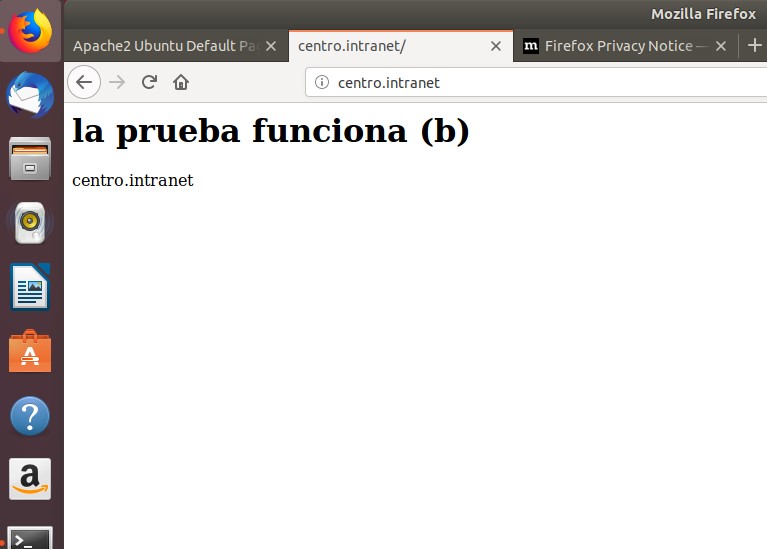 Mozilla Firefox
Apache2 Ubuntu Default Pa
centro.intranet/
m Firefox Privacy Notice —
centro.intranet
la prueba funciona (b)
centro.intranet
A
?
a
>_